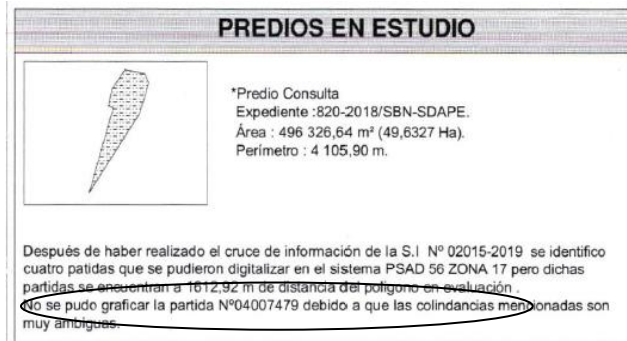 PREDIOS EN ESTUDIO
*Predio Consulta
Expediente :820-2018/SBN-SDAPE.
Área : 496 326,64 m² (49,6327 Ha).
Perimetro : 4 105,90 m.
Después de haber realizado el cruce de información de la S.I Nº 02015-2019 se identifico
cuatro patidas que se pudieron digitalizar en el sistema PSAD 56 ZONA 17 pero dichas
partidas se encuentran a 1612,92 m de distancia del poligono en evaluación .
No se pudo graficar la partida Nº04007479 debido a que las colindancias mencionadas son
muy ambiguas.